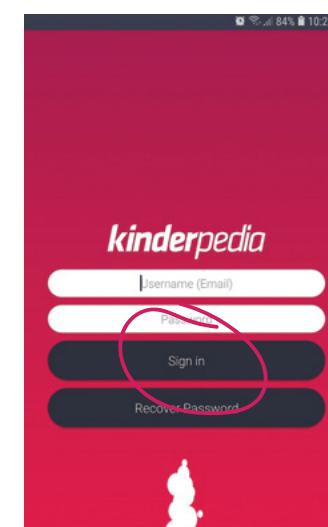 84% 10:2
kinderpedia
Username (Email)
Password
Sign in
Recover Password